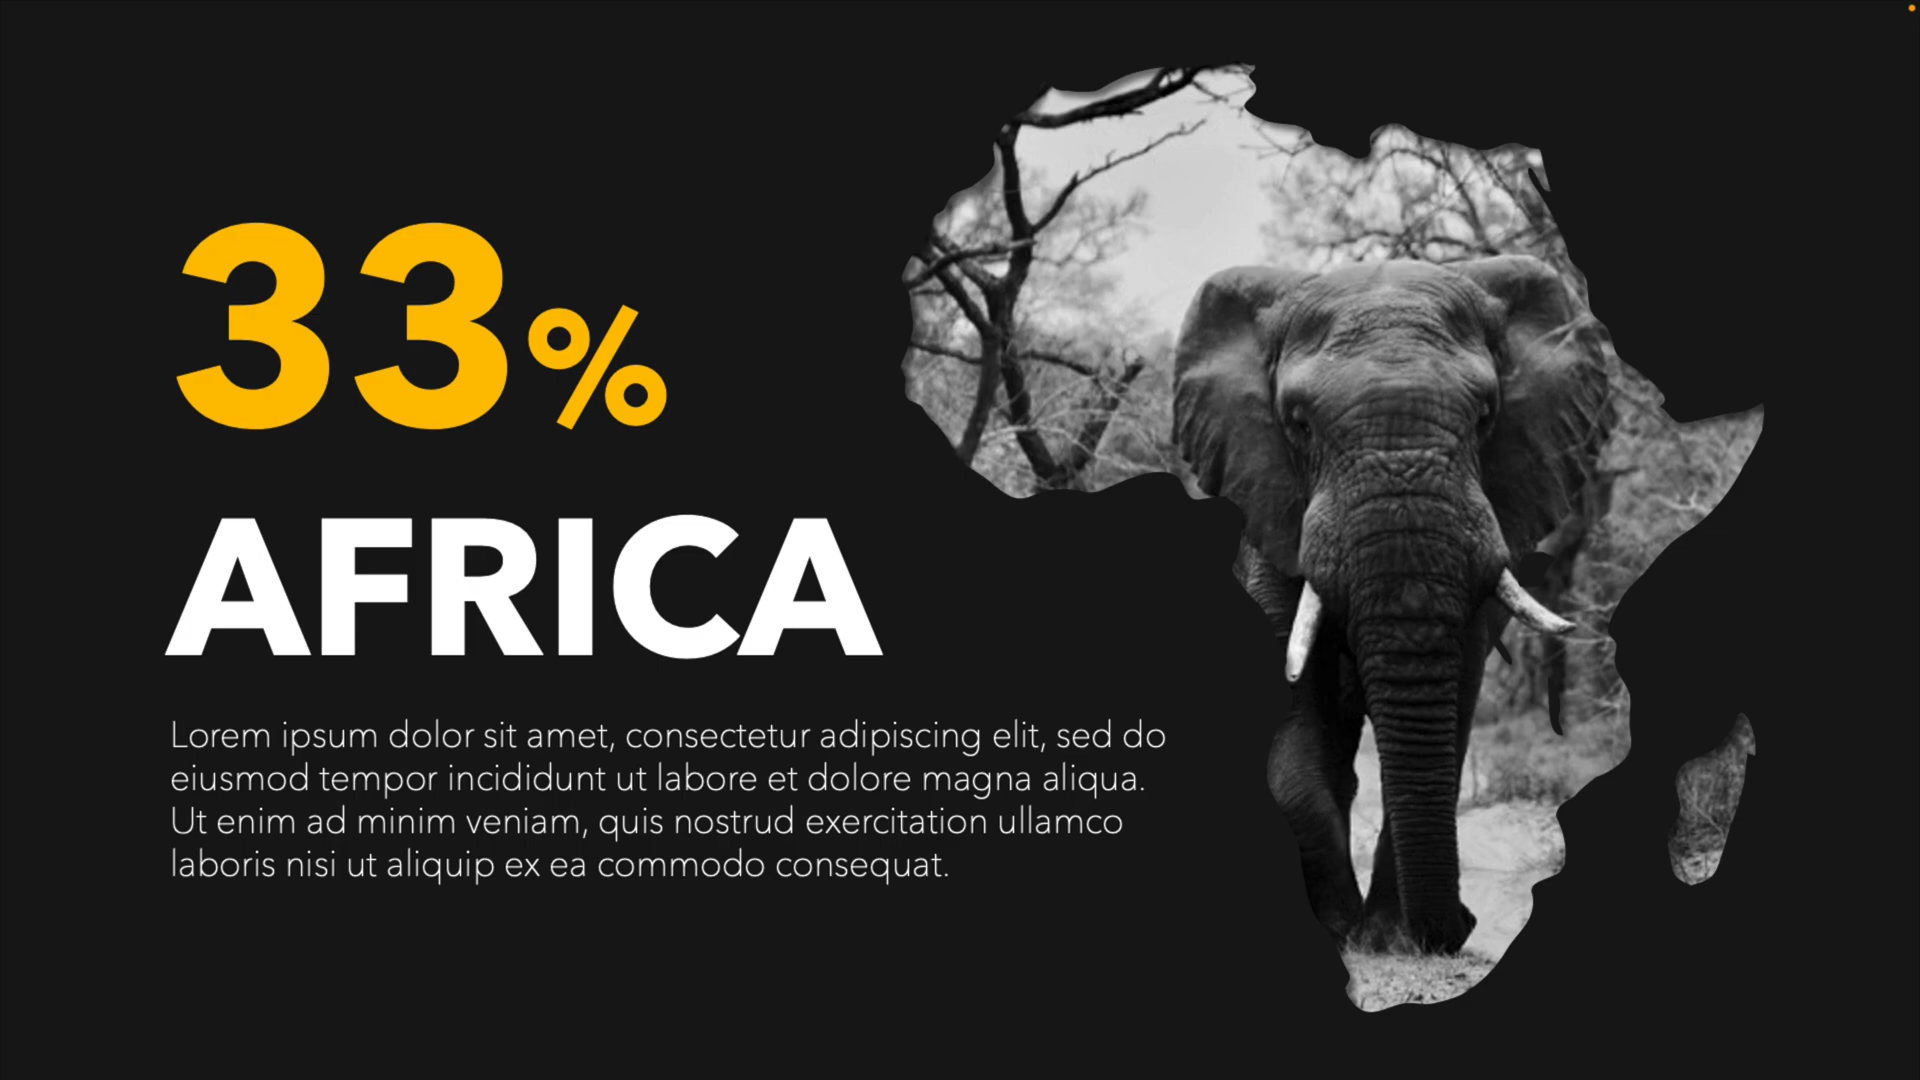 33%
AFRICA
Lorem ipsum dolor sit amet, consectetur adipiscing elit, sed do
eiusmod tempor incididunt ut labore et dolore magna aliqua.
Ut enim ad minim veniam, quis nostrud exercitation ullamco
laboris nisi ut aliquip ex ea commodo consequat.